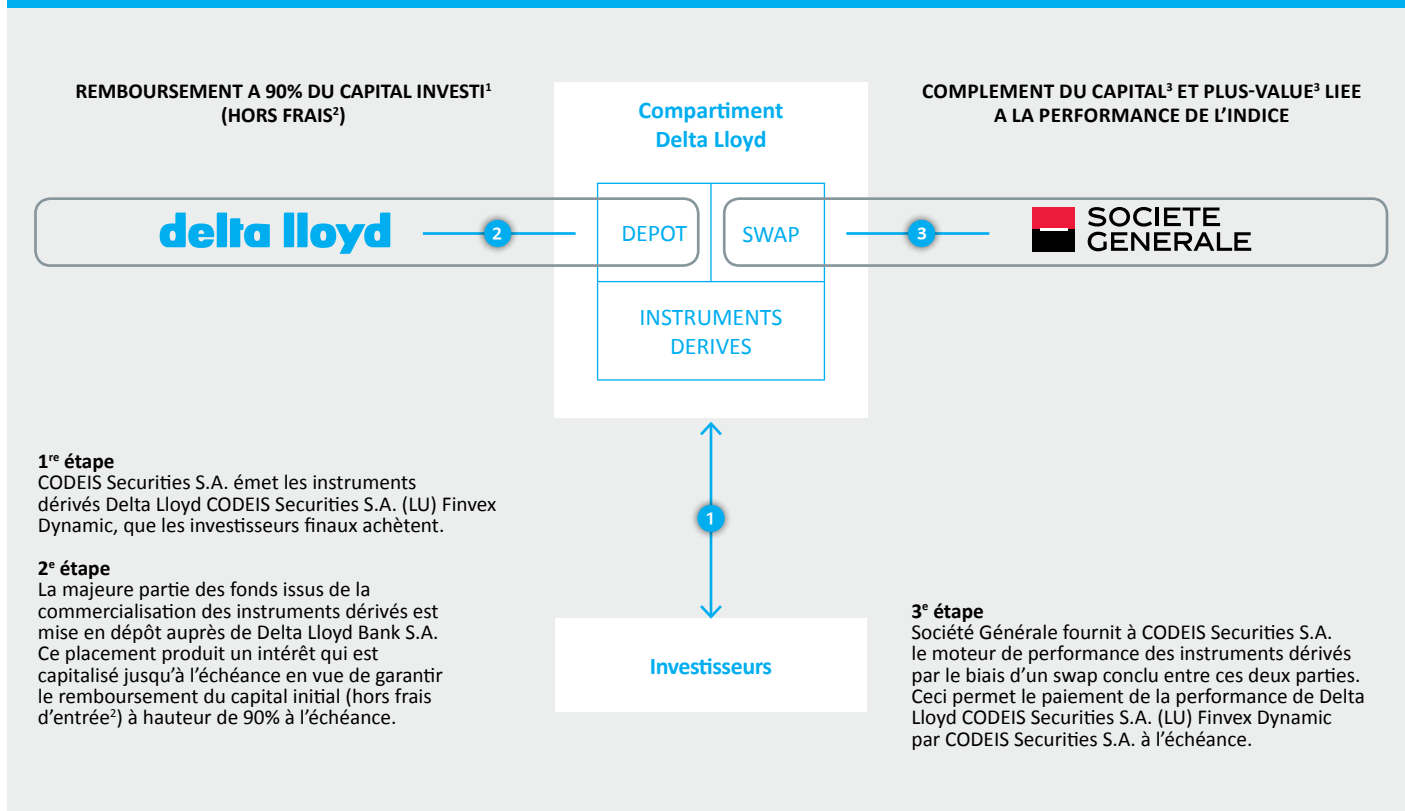 REMBOURSEMENT A 90% DU CAPITAL INVESTI¹
(HORS FRAIS²)
Compartiment
Delta Lloyd
COMPLEMENT DU CAPITAL³ ET PLUS-VALUE³ LIEE
A LA PERFORMANCE DE L’INDICE
delta lloyd
2
DEPOT
SWAP
3
SOCIETE
GENERALE
INSTRUMENTS
DERIVES
1ʳᵉ étape
CODEIS Securities S.A. émet les instruments
dérivés Delta Lloyd CODEIS Securities S.A. (LU) Finvex
Dynamic, que les investisseurs finaux achètent.
1
2ᵉ étape
La majeure partie des fonds issus de la
commercialisation des instruments dérivés est
mise en dépôt auprès de Delta Lloyd Bank S.A.
Ce placement produit un intérêt qui est
capitalisé jusqu’à l’échéance en vue de garantir
le remboursement du capital initial (hors frais
d’entrée²) à hauteur de 90% à l’échéance.
Investisseurs
3ᵉ étape
Société Générale fournit à CODEIS Securities S.A.
le moteur de performance des instruments dérivés
par le biais d’un swap conclu entre ces deux parties.
Ceci permet le paiement de la performance de Delta
Lloyd CODEIS Securities S.A. (LU) Finvex Dynamic
par CODEIS Securities S.A. à l’échéance.